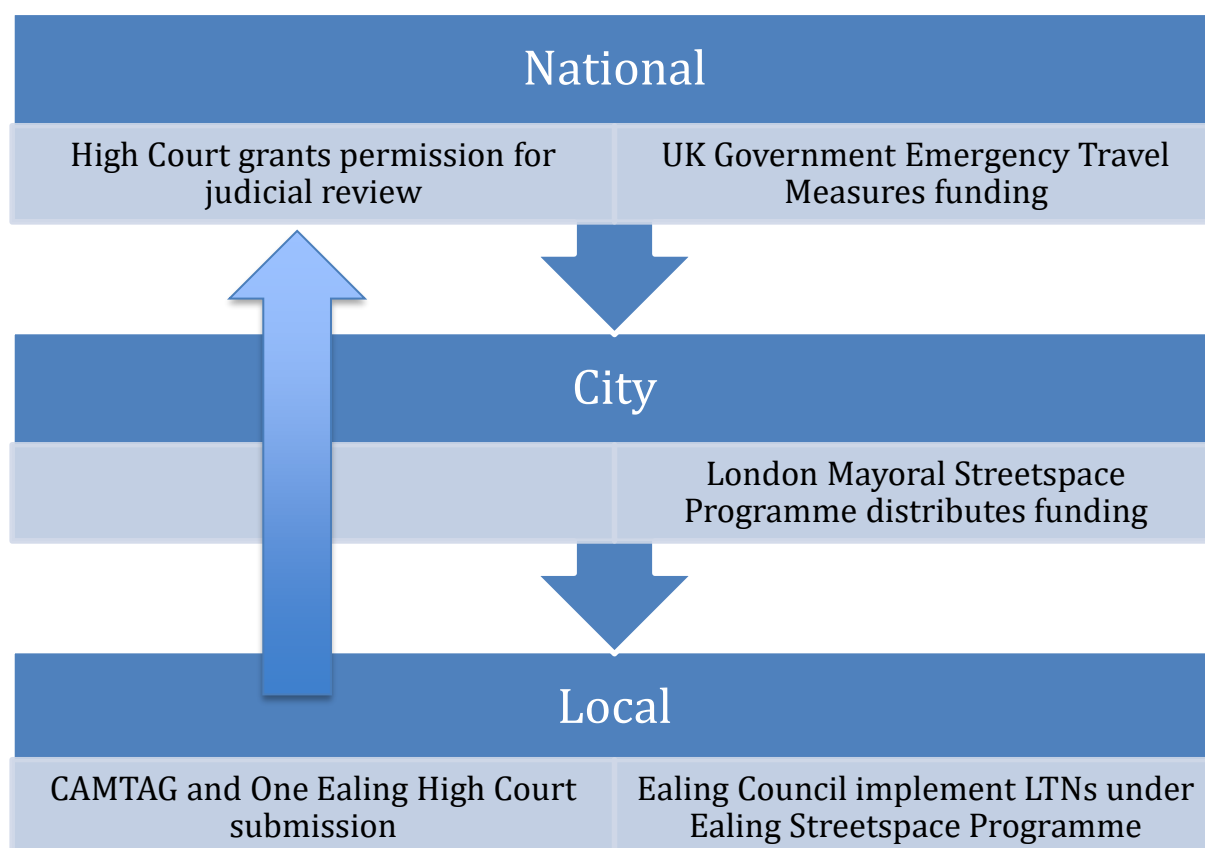 National
High Court grants permission for
judicial review
UK Government Emergency Travel
Measures funding
City
London Mayoral Streetspace
Programme distributes funding
Local
CAMTAG and One Ealing High Court
submission
Ealing Council implement LTNs under
Ealing Streetspace Programme